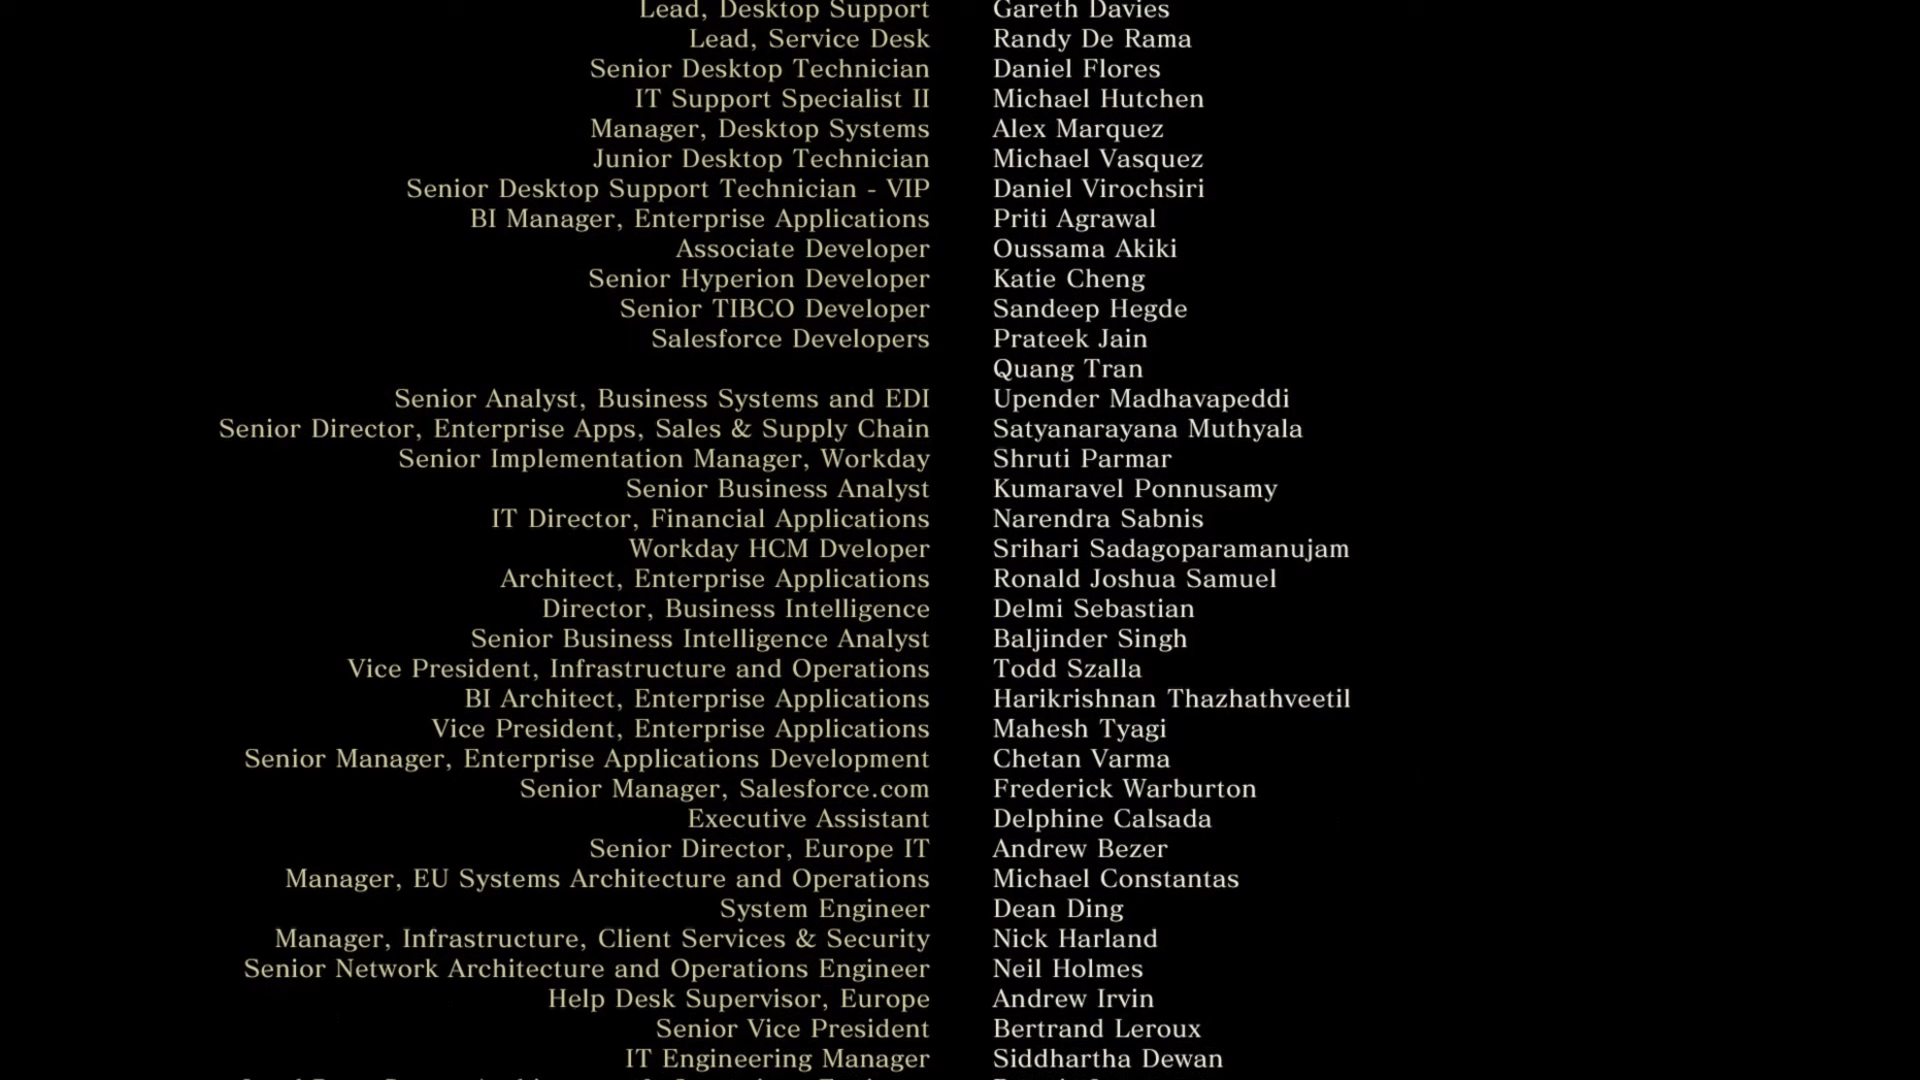 Lead, Desktop Support Gareth Davies
Lead, Service Desk Randy De Rama
Senior Desktop Technician Daniel Flores
IT Support Specialist II Michael Hutchen
Manager, Desktop Systems Alex Marquez
Junior Desktop Technician Michael Vasquez
Senior Desktop Support Technician - VIP Daniel Virochsiri
BI Manager, Enterprise Applications Priti Agrawal
Associate Developer Oussama Akiki
Senior Hyperion Developer Katie Cheng
Senior TIBCO Developer Sandeep Hegde
Salesforce Developers Prateek Jain
Quang Tran
Senior Analyst, Business Systems and EDI Upender Madhavapeddi
Senior Director, Enterprise Apps, Sales & Supply Chain Satyanarayana Muthyala
Senior Implementation Manager, Workday Shruti Parmar
Senior Business Analyst Kumaravel Ponnusamy
IT Director, Financial Applications Narendra Sabnis
Workday HCM Dveloper Srihari Sadagoparamanujam
Architect, Enterprise Applications Ronald Joshua Samuel
Director, Business Intelligence Delmi Sebastian
Senior Business Intelligence Analyst Baljinder Singh
Vice President, Infrastructure and Operations Todd Szalla
BI Architect, Enterprise Applications Harikrishnan Thazhathveetil
Vice President, Enterprise Applications Mahesh Tyagi
Senior Manager, Enterprise Applications Development Chetan Varma
Senior Manager, Salesforce.com Frederick Warburton
Executive Assistant Delphine Calsada
Senior Director, Europe IT Andrew Bezer
Manager, EU Systems Architecture and Operations Michael Constantas
System Engineer Dean Ding
Manager, Infrastructure, Client Services & Security Nick Harland
Senior Network Architecture and Operations Engineer Neil Holmes
Help Desk Supervisor, Europe Andrew Irvin
Senior Vice President Bertrand Leroux
IT Engineering Manager Siddhartha Dewan